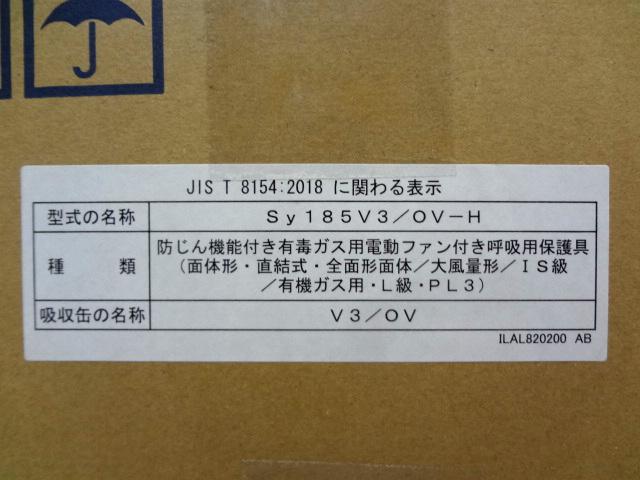 JIS T 8154:2018 に関わる表示
型式の名称 Sy185V3/OV-H
種類 防じん機能付き有毒ガス用電動ファン付き呼吸用保護具
(面体形・直結式・全面形面体/大風量形/IS級
/有機ガス用・L級・PL3)
吸収缶の名称 V3/OV
ILAL820200 AB